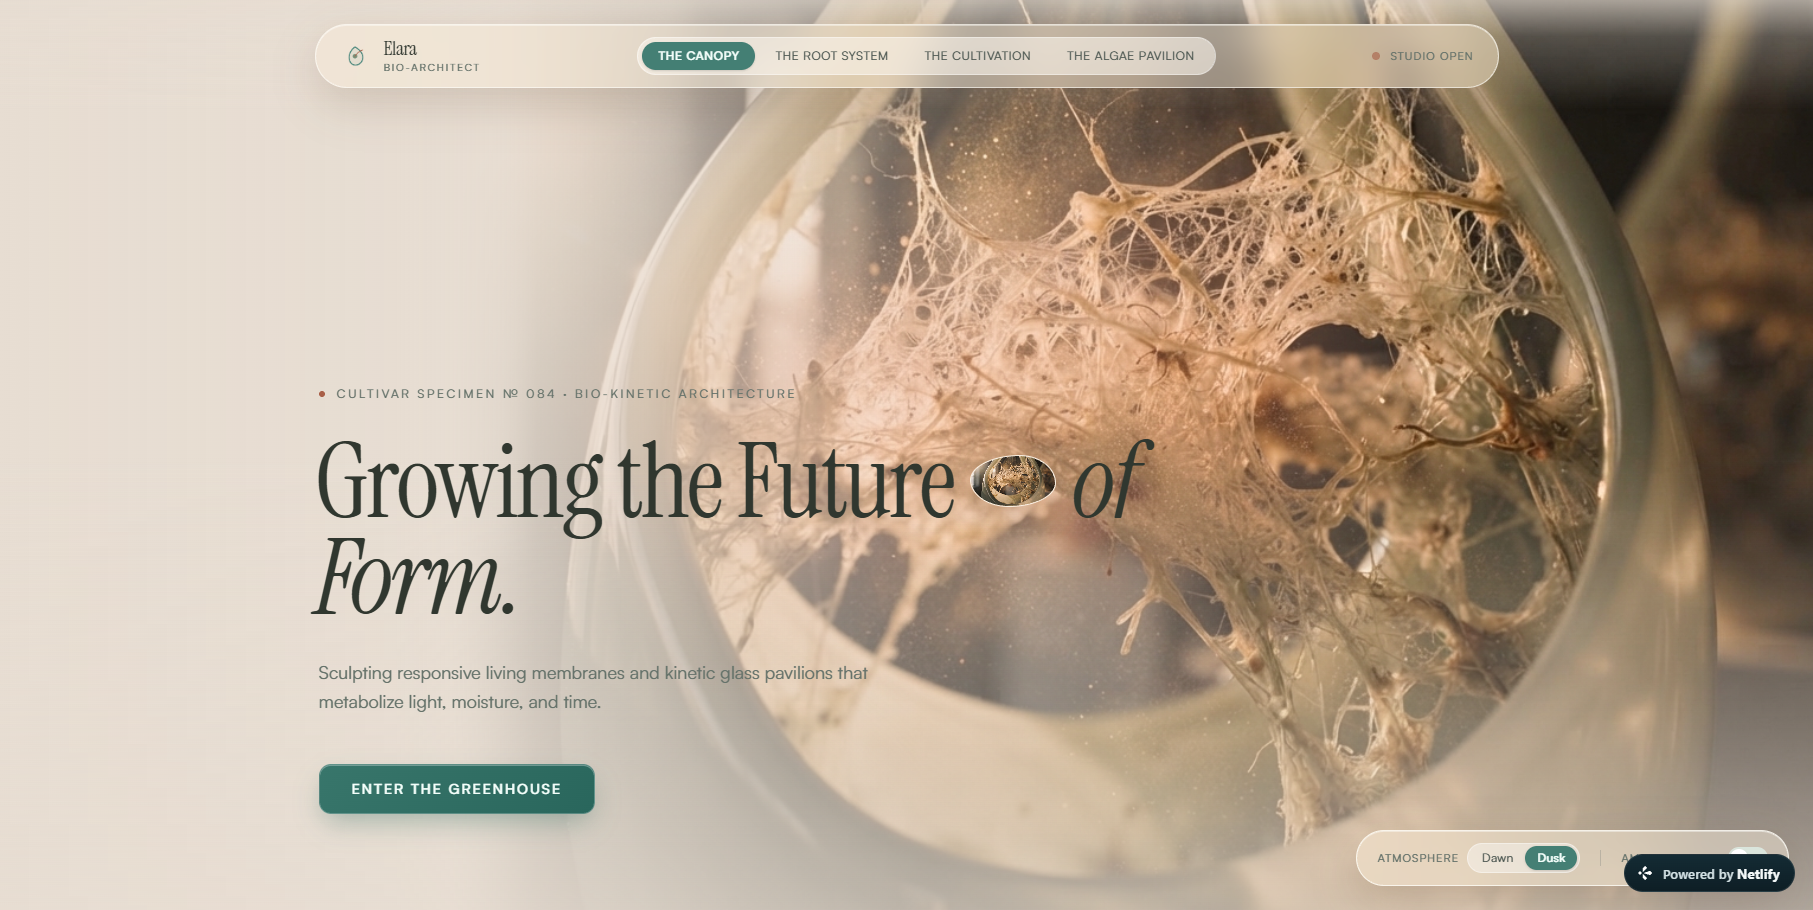 Elara
BIO-ARCHITECT
THE CANOPY
THE ROOT SYSTEM
THE CULTIVATION
THE ALGAE PAVILION
STUDIO OPEN
CULTIVAR SPECIMEN № 084 • BIO-KINETIC ARCHITECTURE
Growing the Future of
Form.
Sculpting responsive living membranes and kinetic glass pavilions that
metabolize light, moisture, and time.
ENTER THE GREENHOUSE
ATMOSPHERE
Dawn
Dusk
Powered by Netlify